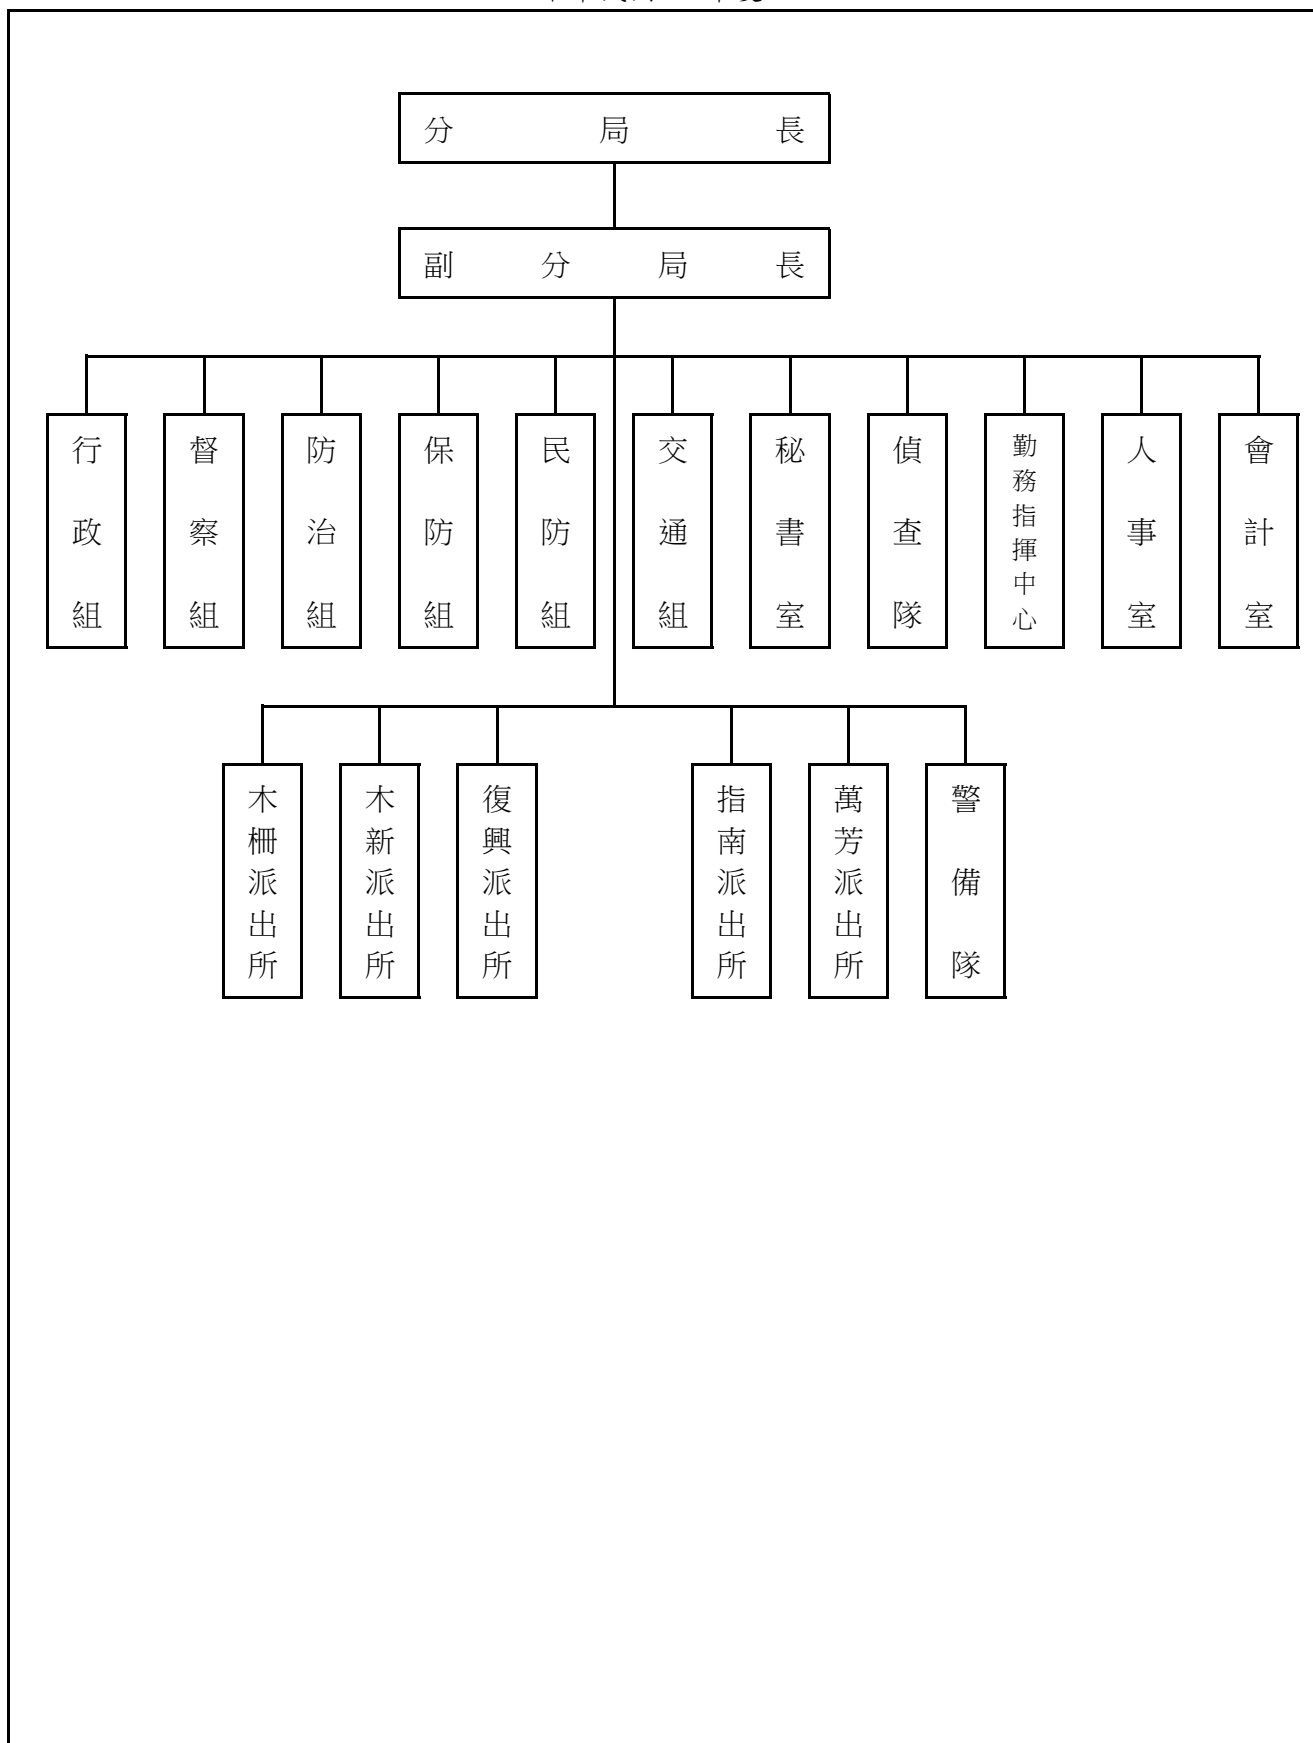 分局長
副分局長
行政組
督察組
防治組
保防組
民防組
交通組
秘書室
偵查隊
勤務指揮中心
人事室
會計室
木柵派出所
木新派出所
復興派出所
指南派出所
萬芳派出所
警備隊